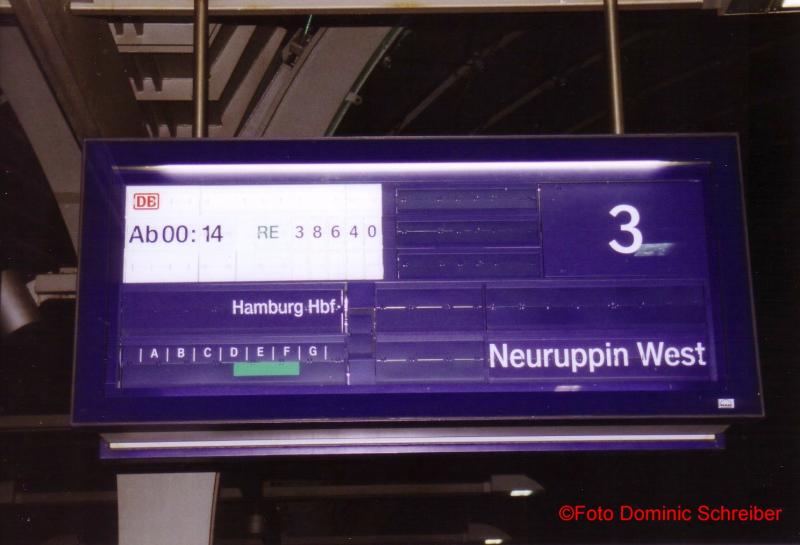 DB
Ab 00:14 RE 38640
3
Hamburg Hbf
| A | B | C | D | E | F | G |
Neuruppin West
©Foto Dominic Schreiber